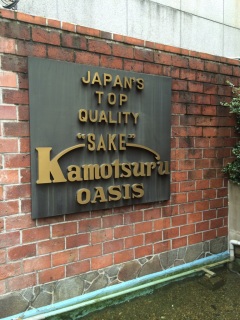 JAPAN'S
TOP
QUALITY
"SAKE"
Kamotsuru
OASIS